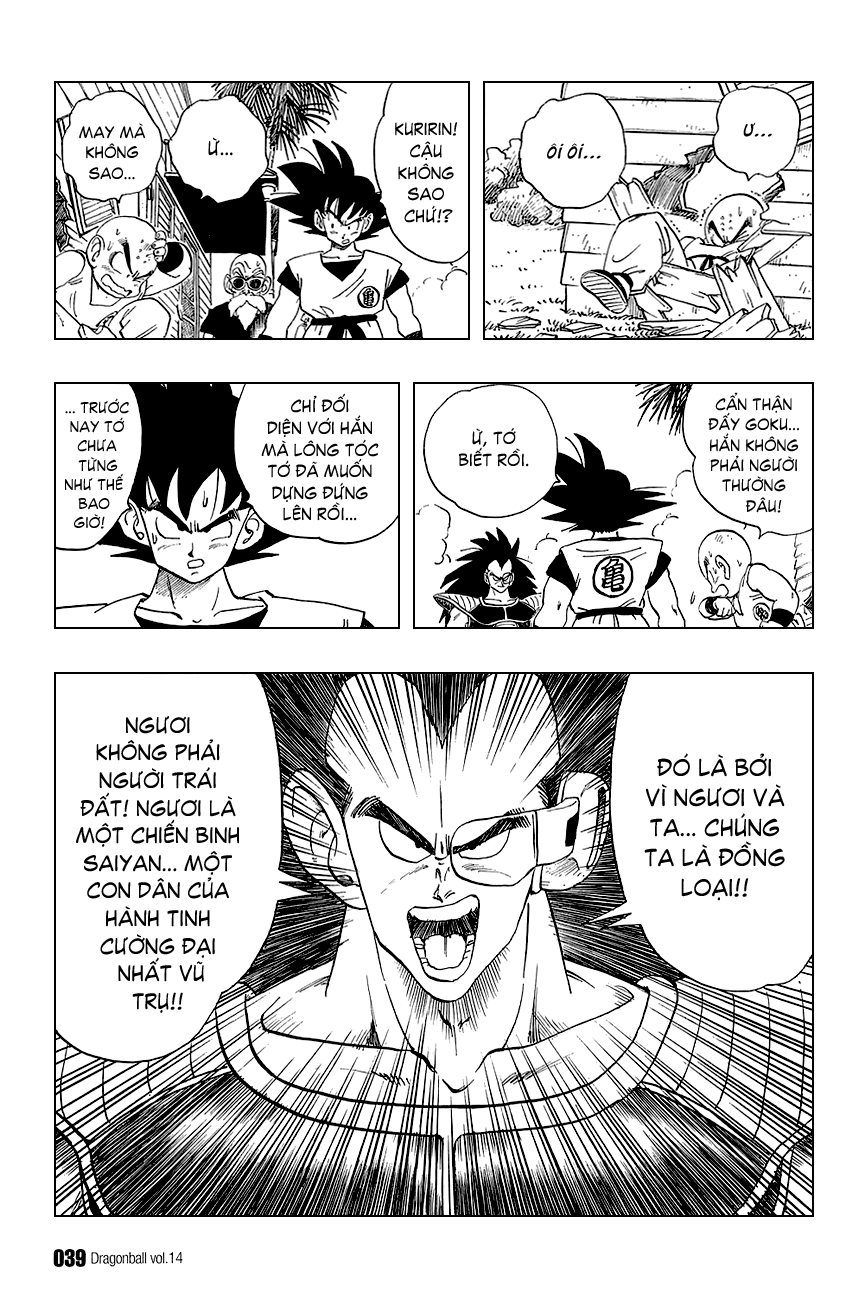 KURIRIN!
CẬU
KHÔNG
SAO
CHỨ!?
Ừ...
MAY MÀ
KHÔNG
SAO...
Ư...
ÔI ÔI...
... TRƯỚC
NAY TỚ
CHƯA
TỪNG
NHƯ THẾ
BAO
GIỜ!
CHỈ ĐỐI
DIỆN VỚI HẮN
MÀ LÔNG TÓC
TỚ ĐÃ MUỐN
DỰNG ĐỨNG
LÊN RỒI...
Ừ, TỚ
BIẾT RỒI.
CẨN THẬN
ĐẤY GOKU...
HẮN KHÔNG
PHẢI NGƯỜI
THƯỜNG
ĐÂU!
亀
NGƯƠI
KHÔNG PHẢI
NGƯỜI TRÁI
ĐẤT! NGƯƠI LÀ
MỘT CHIẾN BINH
SAIYAN... MỘT
CON DÂN CỦA
HÀNH TINH
CƯỜNG ĐẠI
NHẤT VŨ
TRỤ!!
ĐÓ LÀ BỞI
VÌ NGƯƠI VÀ
TA... CHÚNG
TA LÀ ĐỒNG
LOẠI!!
039 Dragonball vol.14